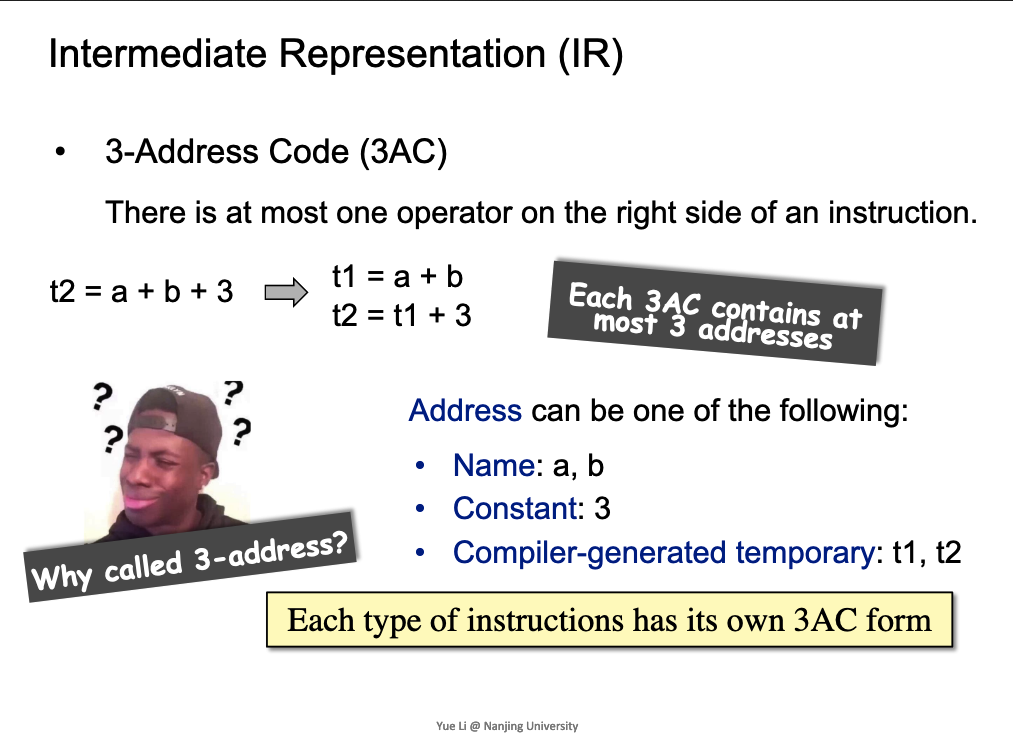 Intermediate Representation (IR)
• 3-Address Code (3AC)
There is at most one operator on the right side of an instruction.
t2 = a + b + 3
t1 = a + b
t2 = t1 + 3
Each 3AC contains at
most 3 addresses
? ?
? ?
Why called 3-address?
Address can be one of the following:
• Name: a, b
• Constant: 3
• Compiler-generated temporary: t1, t2
Each type of instructions has its own 3AC form
Yue Li @ Nanjing University